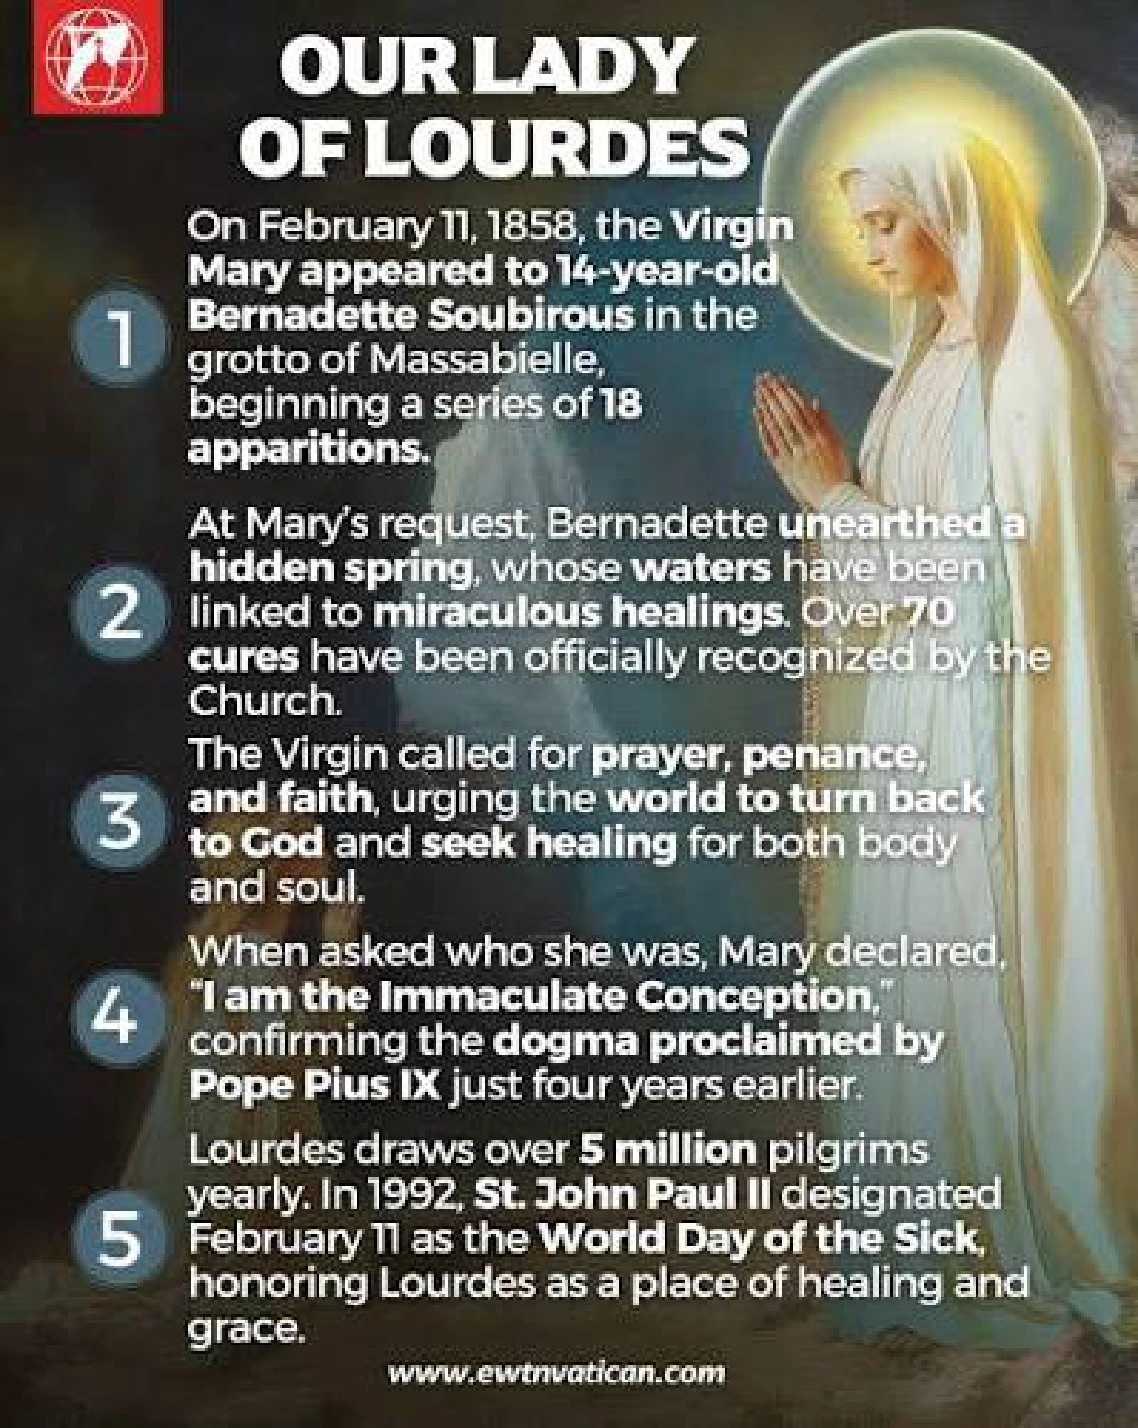 OUR LADY
OF LOURDES
1
On February 11, 1858, the Virgin
Mary appeared to 14-year-old
Bernadette Soubirous in the
grotto of Massabielle,
beginning a series of 18
apparitions.
2
At Mary's request, Bernadette unearthed a
hidden spring, whose waters have been
linked to miraculous healings. Over 70
cures have been officially recognized by the
Church.
3
The Virgin called for prayer, penance,
and faith, urging the world to turn back
to God and seek healing for both body
and soul.
4
When asked who she was, Mary declared,
"I am the Immaculate Conception,"
confirming the dogma proclaimed by
Pope Pius IX just four years earlier.
5
Lourdes draws over 5 million pilgrims
yearly. In 1992, St. John Paul II designated
February 11 as the World Day of the Sick,
honoring Lourdes as a place of healing and
grace.
www.ewtnvatican.com